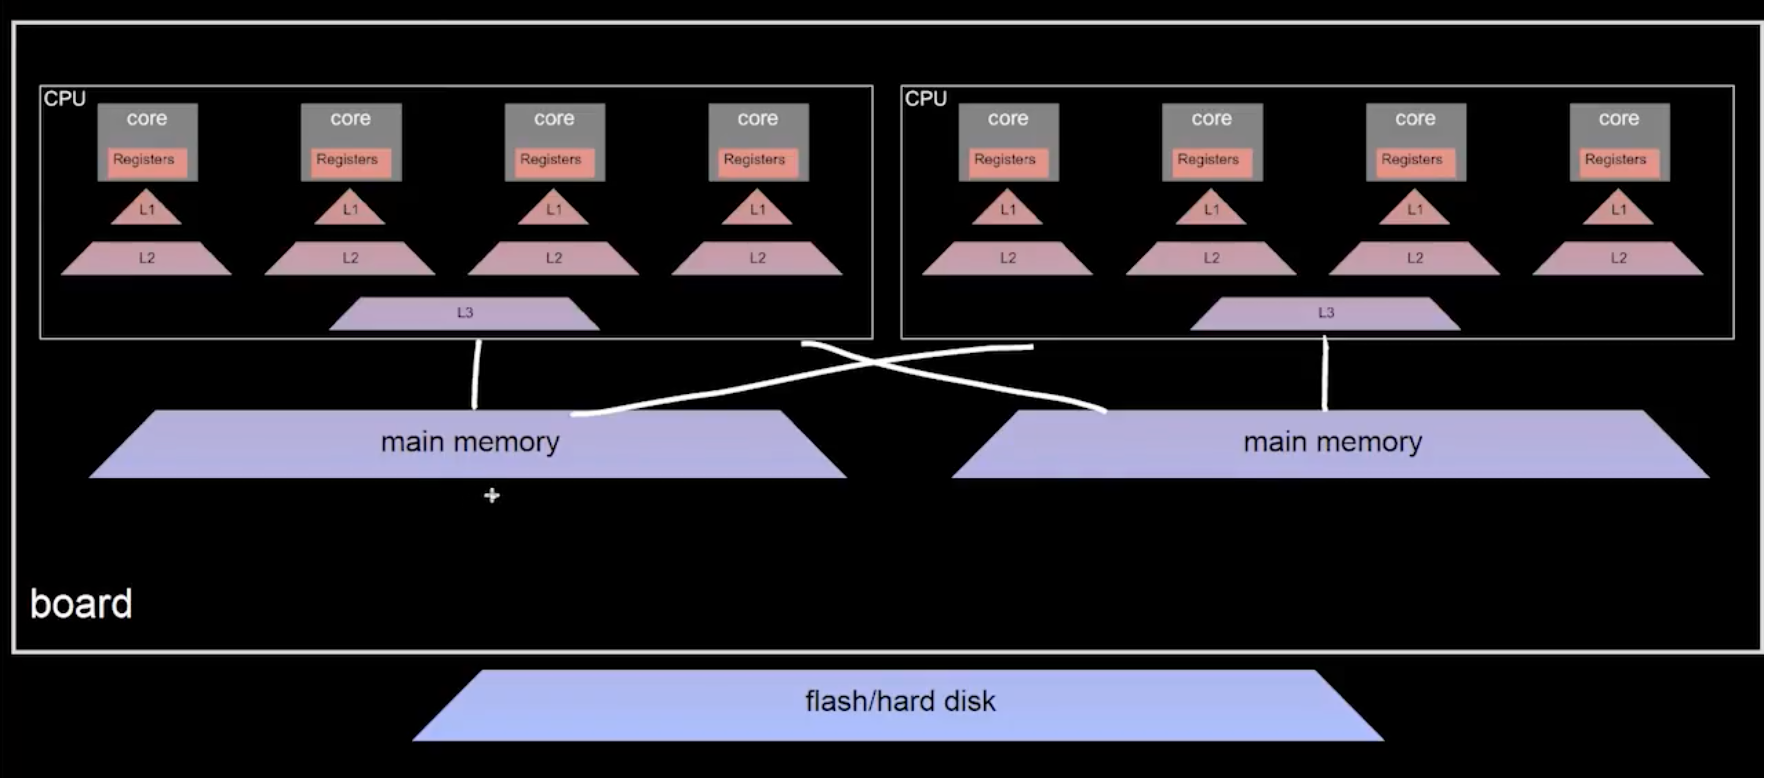 CPU
core
core
core
core
Registers
Registers
Registers
Registers
L1
L1
L1
L1
L2
L2
L2
L2
L3
CPU
core
core
core
core
Registers
Registers
Registers
Registers
L1
L1
L1
L1
L2
L2
L2
L2
L3
main memory
main memory
board
flash/hard disk